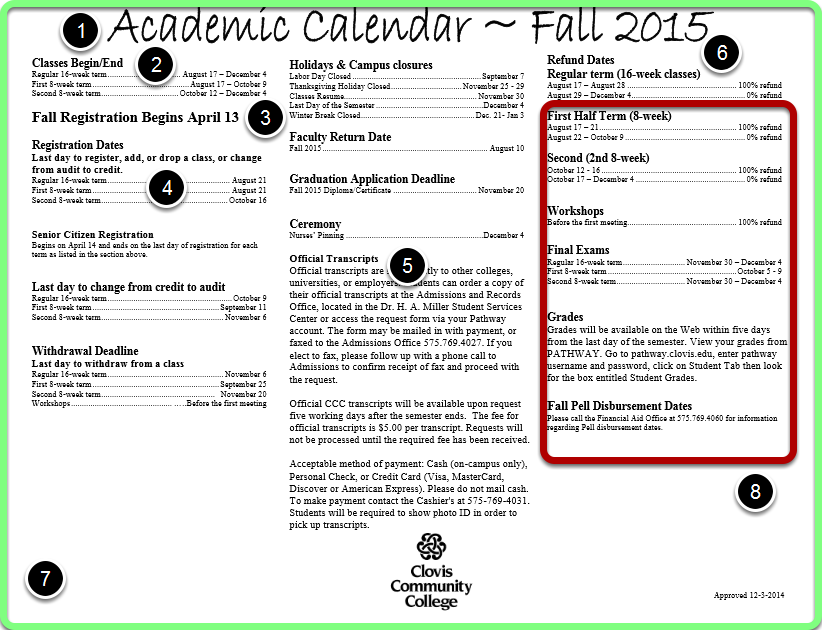 Academic Calendar ~ Fall 2015
1
2
Classes Begin/End
Regular 16-week term.......... August 17 – December 4
First 8-week term.......... August 17 – October 9
Second 8-week term.......... October 12 – December 4
Fall Registration Begins April 13
3
Registration Dates
Last day to register, add, or drop a class, or change
from audit to credit.
Regular 16-week term.......... August 21
First 8-week term.......... August 21
Second 8-week term.......... October 16
4
Senior Citizen Registration
Begins on April 14 and ends on the last day of registration for each
term as listed in the section above.
Last day to change from credit to audit
Regular 16-week term.......... October 9
First 8-week term.......... September 11
Second 8-week term.......... November 6
Withdrawal Deadline
Last day to withdraw from a class
Regular 16-week term.......... November 6
First 8-week term.......... September 25
Second 8-week term.......... November 20
Workshops.......... Before the first meeting
7
Holidays & Campus closures
Labor Day Closed.......... September 7
Thanksgiving Holiday Closed.......... November 25 - 29
Classes Resume.......... November 30
Last Day of the Semester.......... December 4
Winter Break Closed.......... Dec. 21- Jan 3
Faculty Return Date
Fall 2015.......... August 10
Graduation Application Deadline
Fall 2015 Diploma/Certificate.......... November 20
Ceremony
Nurses' Pinning.......... December 4
Official Transcripts
5
Official transcripts are to other colleges,
universities, or employers. Students can order a copy of
their official transcripts at the Admissions and Records
Office, located in the Dr. H. A. Miller Student Services
Center or access the request form via your Pathway
account. The form may be mailed in with payment, or
faxed to the Admissions Office 575.769.4027. If you
elect to fax, please follow up with a phone call to
Admissions to confirm receipt of fax and proceed with
the request.
Official CCC transcripts will be available upon request
five working days after the semester ends. The fee for
official transcripts is $5.00 per transcript. Requests will
not be processed until the required fee has been received.
Acceptable method of payment: Cash (on-campus only),
Personal Check, or Credit Card (Visa, MasterCard,
Discover or American Express). Please do not mail cash.
To make payment contact the Cashier's at 575-769-4031.
Students will be required to show photo ID in order to
pick up transcripts.
Clovis
Community
College
6
Refund Dates
Regular term (16-week classes)
August 17 – August 28.......... 100% refund
August 29 – December 4.......... 0% refund
First Half Term (8-week)
August 17 – 21.......... 100% refund
August 22 – October 9.......... 0% refund
Second (2nd 8-week)
October 12 - 16.......... 100% refund
October 17 – December 4.......... 0% refund
Workshops
Before the first meeting.......... 100% refund
Final Exams
Regular 16-week term.......... November 30 – December 4
First 8-week term.......... October 5 - 9
Second 8-week term.......... November 30 – December 4
Grades
Grades will be available on the Web within five days
from the last day of the semester. View your grades from
PATHWAY. Go to pathway.clovis.edu, enter pathway
username and password, click on Student Tab then look
for the box entitled Student Grades.
Fall Pell Disbursement Dates
Please call the Financial Aid Office at 575.769.4060 for information
regarding Pell disbursement dates.
8
Approved 12-3-2014